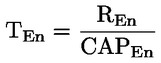 T_En = R_En / CAP_En